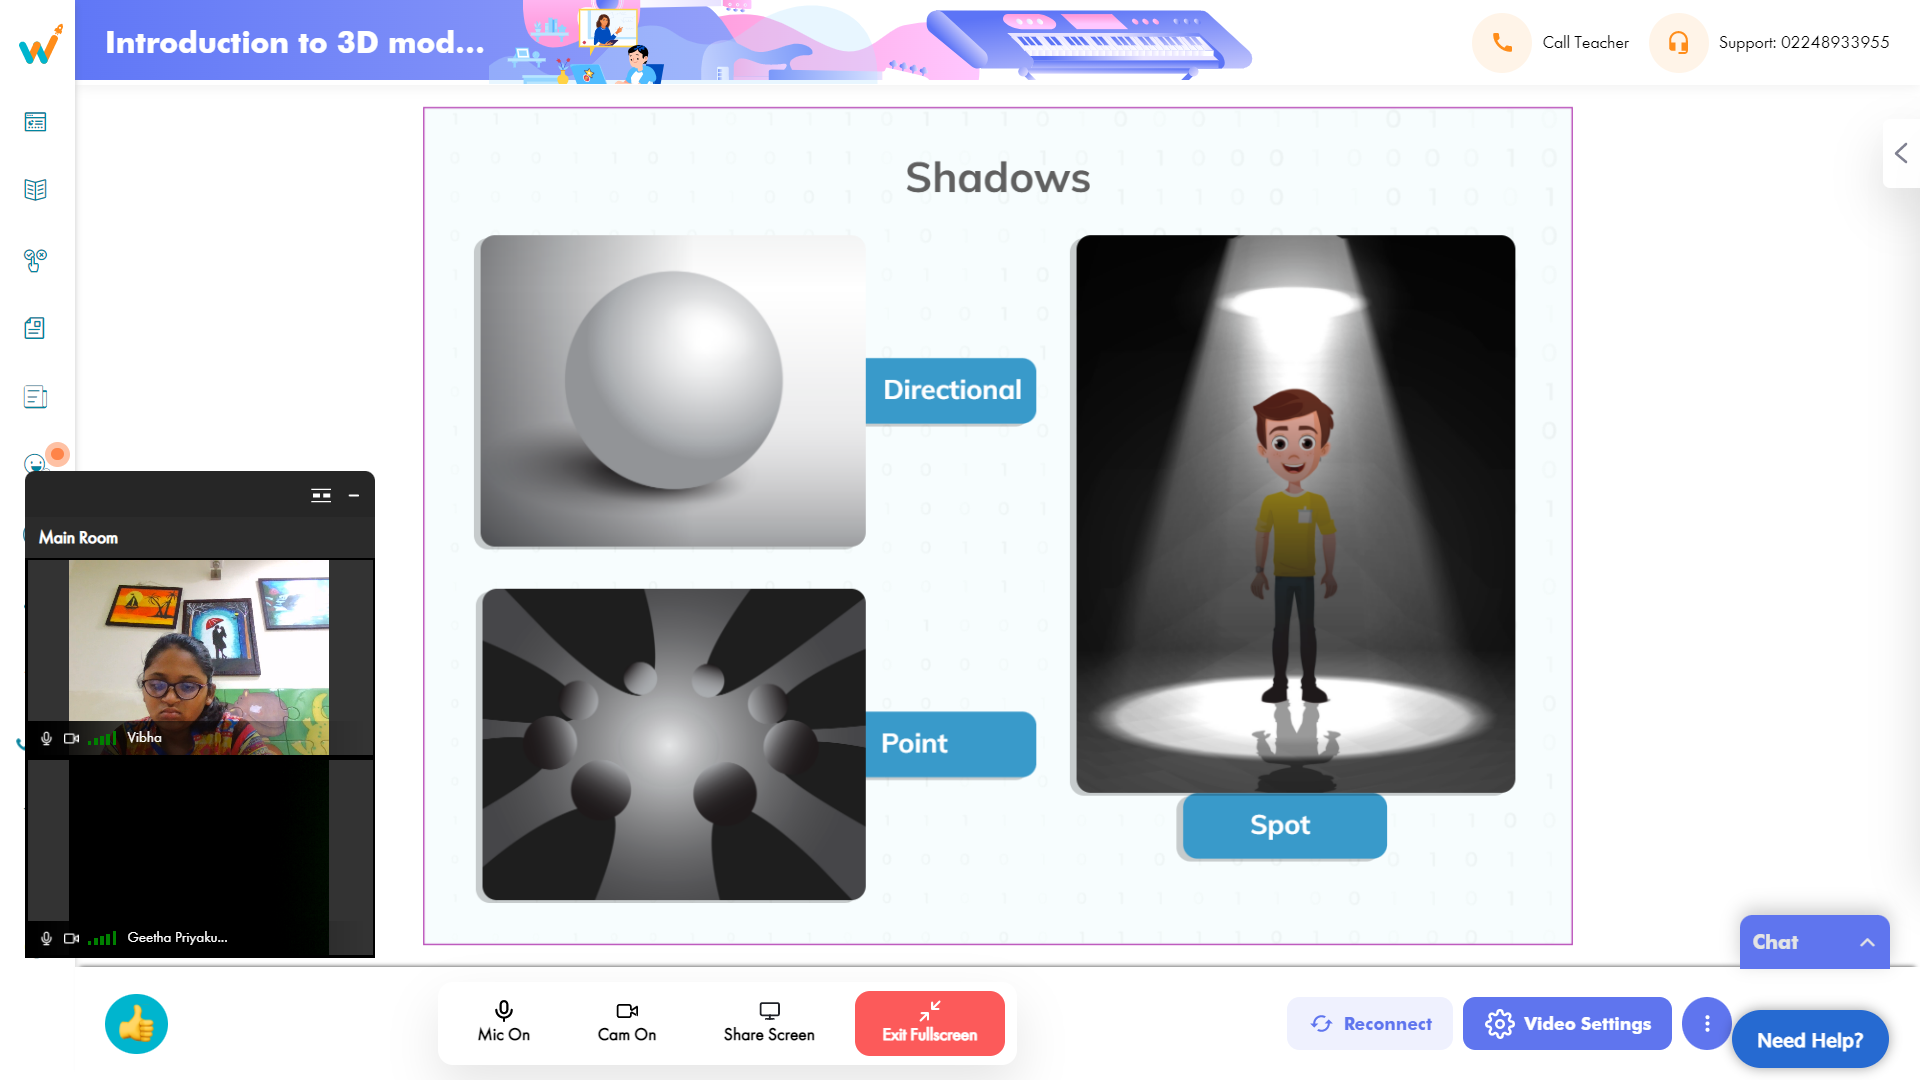 Introduction to 3D mod...
Call Teacher
Support: 02248933955
Shadows
Directional
Point
Spot
Main Room
Vibha
Geetha Priyaku...
Chat
Mic On
Cam On
Share Screen
Exit Fullscreen
Reconnect
Video Settings
Need Help?